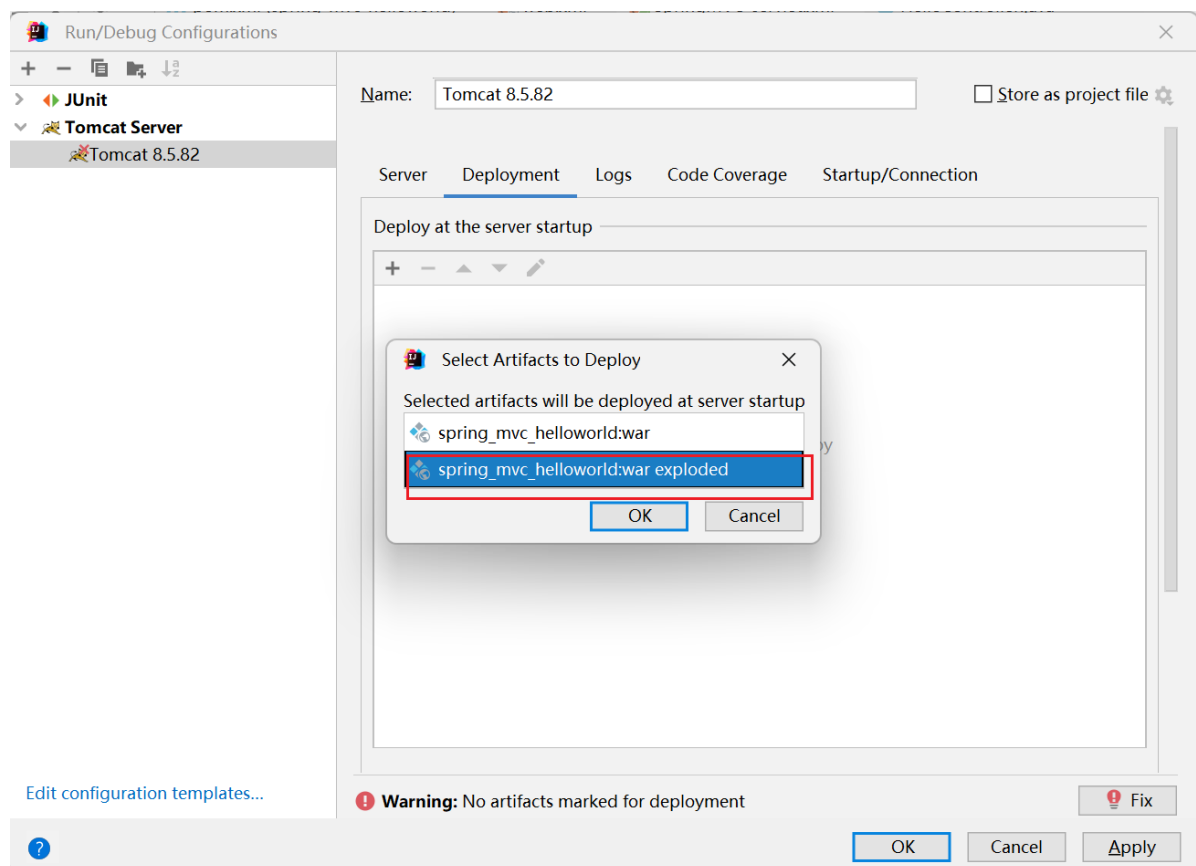 Run/Debug Configurations
JUnit
Tomcat Server
Tomcat 8.5.82
Edit configuration templates...
Name: Tomcat 8.5.82
Store as project file
Server Deployment Logs Code Coverage Startup/Connection
Deploy at the server startup
Select Artifacts to Deploy
Selected artifacts will be deployed at server startup
spring_mvc_helloworld:war
spring_mvc_helloworld:war exploded
OK Cancel
Warning: No artifacts marked for deployment
Fix
? OK Cancel Apply